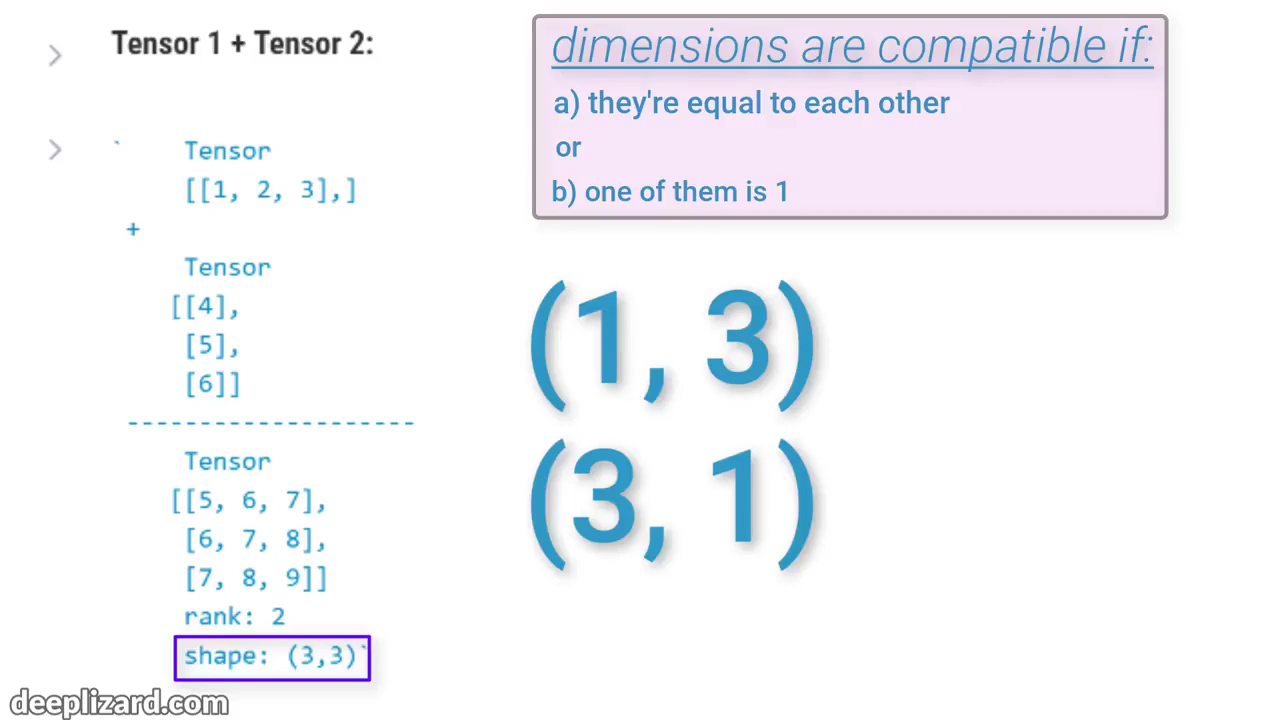 Tensor 1 + Tensor 2:
` Tensor
[[1, 2, 3],]
+
Tensor
[[4],
[5],
[6]]
--------------------
Tensor
[[5, 6, 7],
[6, 7, 8],
[7, 8, 9]]
rank: 2
shape: (3,3)`
dimensions are compatible if:
a) they're equal to each other
or
b) one of them is 1
(1, 3)
(3, 1)
deeplizard.com